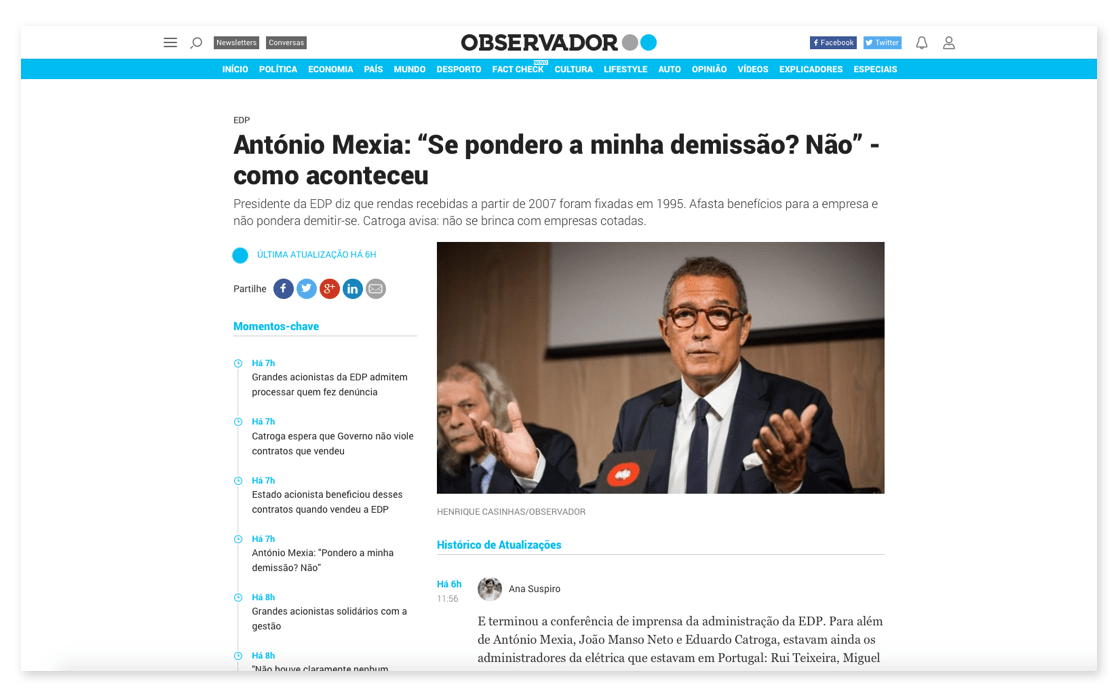 Newsletters
Conversas
OBSERVADOR
Facebook
Twitter
INÍCIO POLÍTICA ECONOMIA PAÍS MUNDO DESPORTO FACT CHECK NOVO CULTURA LIFESTYLE AUTO OPINIÃO VÍDEOS EXPLICADORES ESPECIAIS
EDP
António Mexia: “Se pondero a minha demissão? Não” -
como aconteceu
Presidente da EDP diz que rendas recebidas a partir de 2007 foram fixadas em 1995. Afasta benefícios para a empresa e
não pondera demitir-se. Catroga avisa: não se brinca com empresas cotadas.
ÚLTIMA ATUALIZAÇÃO HÁ 6H
Partilhe
Momentos-chave
Há 7h
Grandes acionistas da EDP admitem
processar quem fez denúncia
Há 7h
Catroga espera que Governo não viole
contratos que vendeu
Há 7h
Estado acionista beneficiou desses
contratos quando vendeu a EDP
Há 7h
António Mexia: "Pondero a minha
demissão? Não”
Há 8h
Grandes acionistas solidários com a
gestão
Há 8h
"Não houve claramente nenhum
HENRIQUE CASINHAS/OBSERVADOR
Histórico de Atualizações
Há 6h
11:56
Ana Suspiro
E terminou a conferência de imprensa da administração da EDP. Para além
de António Mexia, João Manso Neto e Eduardo Catroga, estavam ainda os
administradores da elétrica que estavam em Portugal: Rui Teixeira, Miguel